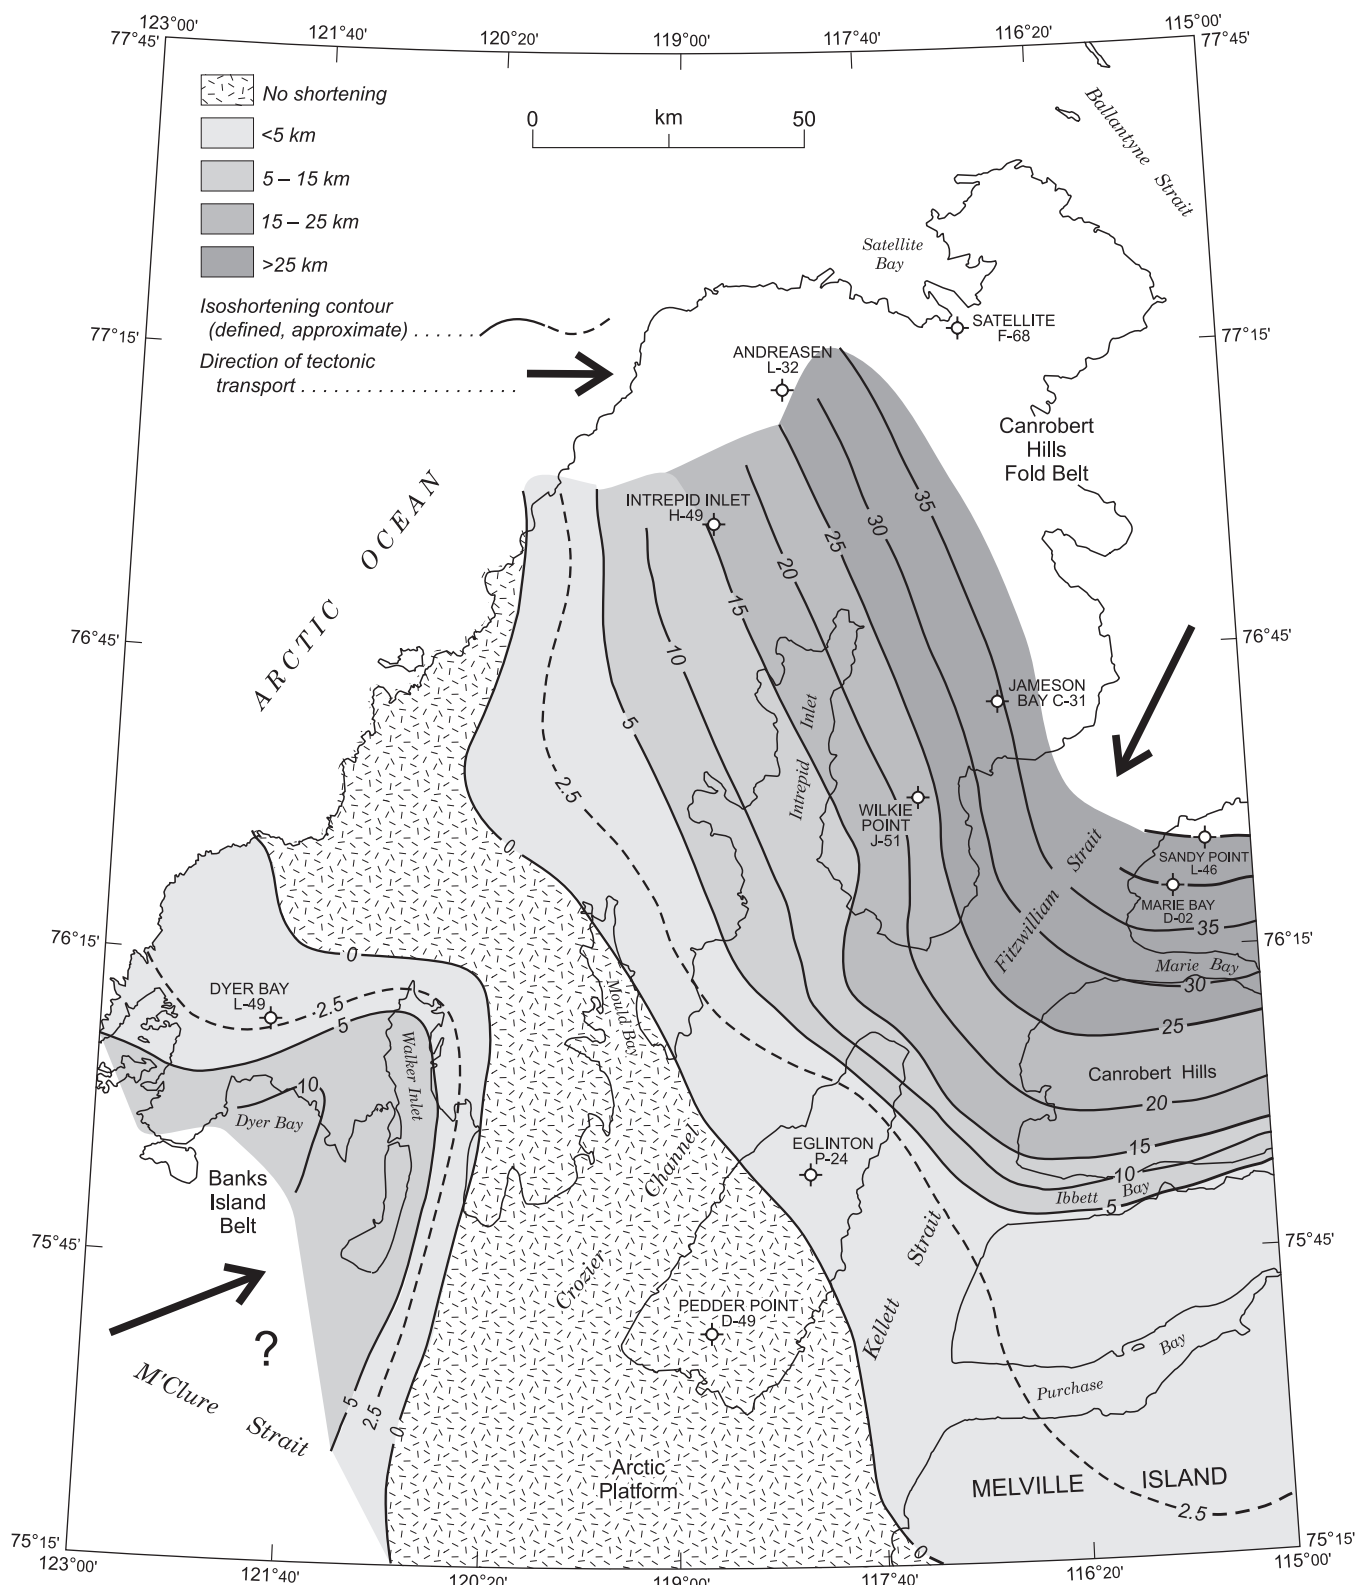 123°00'
121°40'
120°20'
119°00'
117°40'
116°20'
115°00'
77°45'
77°45'
No shortening
<5 km
5 – 15 km
15 – 25 km
>25 km
Isoshortening contour
(defined, approximate) . . . . . .
Direction of tectonic
transport . . . . . . . . . . . . . . . . . .
0
km
50
Ballantyne Strait
Satellite
Bay
SATELLITE
F-68
77°15'
77°15'
ANDREASEN
L-32
Canrobert
Hills
Fold Belt
ARCTIC OCEAN
INTREPID INLET
H-49
35
30
25
20
15
10
5
2.5
0
76°45'
76°45'
JAMESON
BAY C-31
Intrepid Inlet
WILKIE
POINT
J-51
Fitzwilliam Strait
SANDY POINT
L-46
MARIE BAY
D-02
35
76°15'
76°15'
Marie Bay
30
0
DYER BAY
L-49
2.5
5
Mould Bay
25
Walker Inlet
10
Dyer Bay
Canrobert Hills
20
15
10
5
EGLINTON
P-24
Ibbett Bay
Banks
Island
Belt
Crozier Channel
75°45'
75°45'
Kellett Strait
PEDDER POINT
D-49
?
M'Clure Strait
Purchase Bay
5
2.5
0
Arctic
Platform
MELVILLE ISLAND
2.5
0
75°15'
75°15'
123°00'
121°40'
120°20'
119°00'
117°40'
116°20'
115°00'